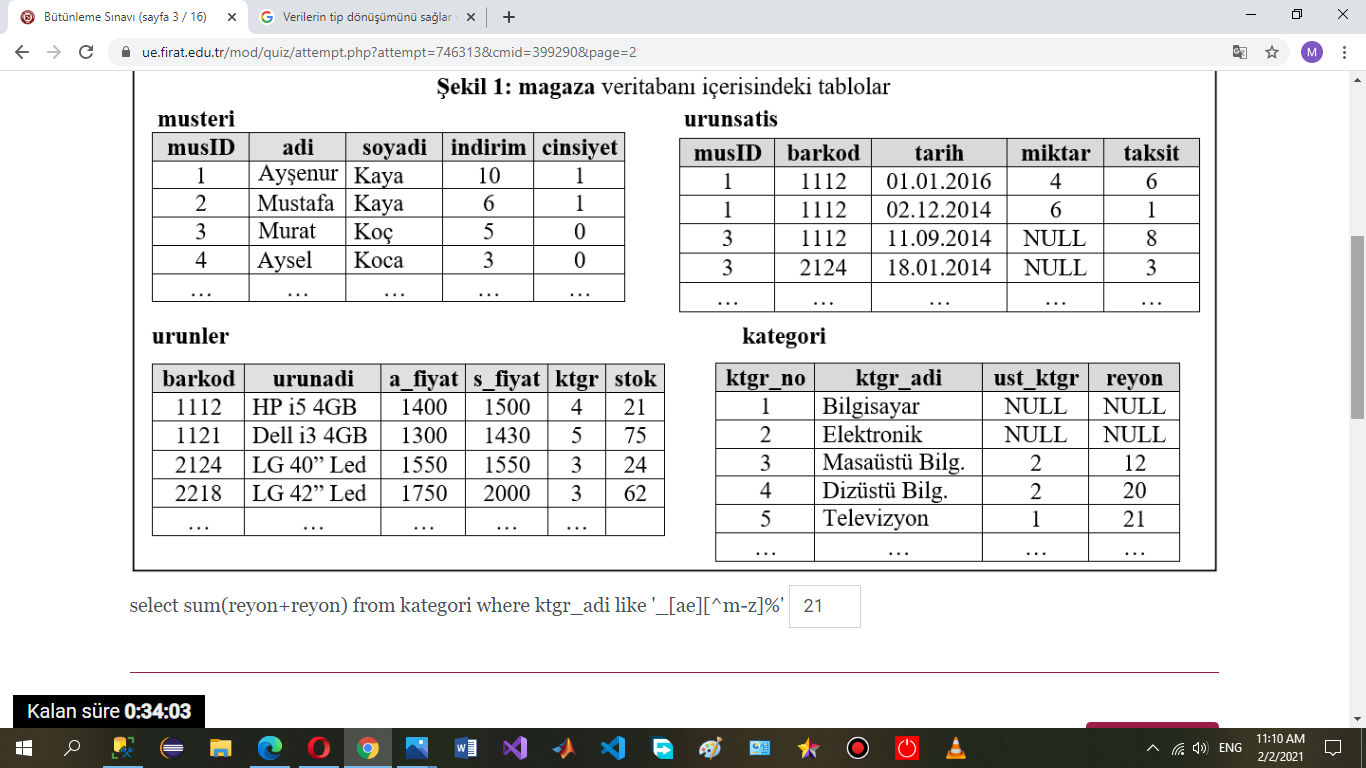 Bütünleme Sınavı (sayfa 3 / 16)
Verilerin tip dönüşümünü sağlar
ue.firat.edu.tr/mod/quiz/attempt.php?attempt=746313&cmid=399290&page=2
M
Şekil 1: magaza veritabanı içerisindeki tablolar
musteri
musID adi soyadi indirim cinsiyet
1 Ayşenur Kaya 10 1
2 Mustafa Kaya 6 1
3 Murat Koç 5 0
4 Aysel Koca 3 0
… … … … …
urunsatis
musID barkod tarih miktar taksit
1 1112 01.01.2016 4 6
1 1112 02.12.2014 6 1
3 1112 11.09.2014 NULL 8
3 2124 18.01.2014 NULL 3
… … … … …
urunler
barkod urunadi a_fiyat s_fiyat ktgr stok
1112 HP i5 4GB 1400 1500 4 21
1121 Dell i3 4GB 1300 1430 5 75
2124 LG 40” Led 1550 1550 3 24
2218 LG 42” Led 1750 2000 3 62
… … … … …
kategori
ktgr_no ktgr_adi ust_ktgr reyon
1 Bilgisayar NULL NULL
2 Elektronik NULL NULL
3 Masaüstü Bilg. 2 12
4 Dizüstü Bilg. 2 20
5 Televizyon 1 21
… … … …
select sum(reyon+reyon) from kategori where ktgr_adi like '_[ae][^m-z]%' 21
Kalan süre 0:34:03
ENG
11:10 AM
2/2/2021